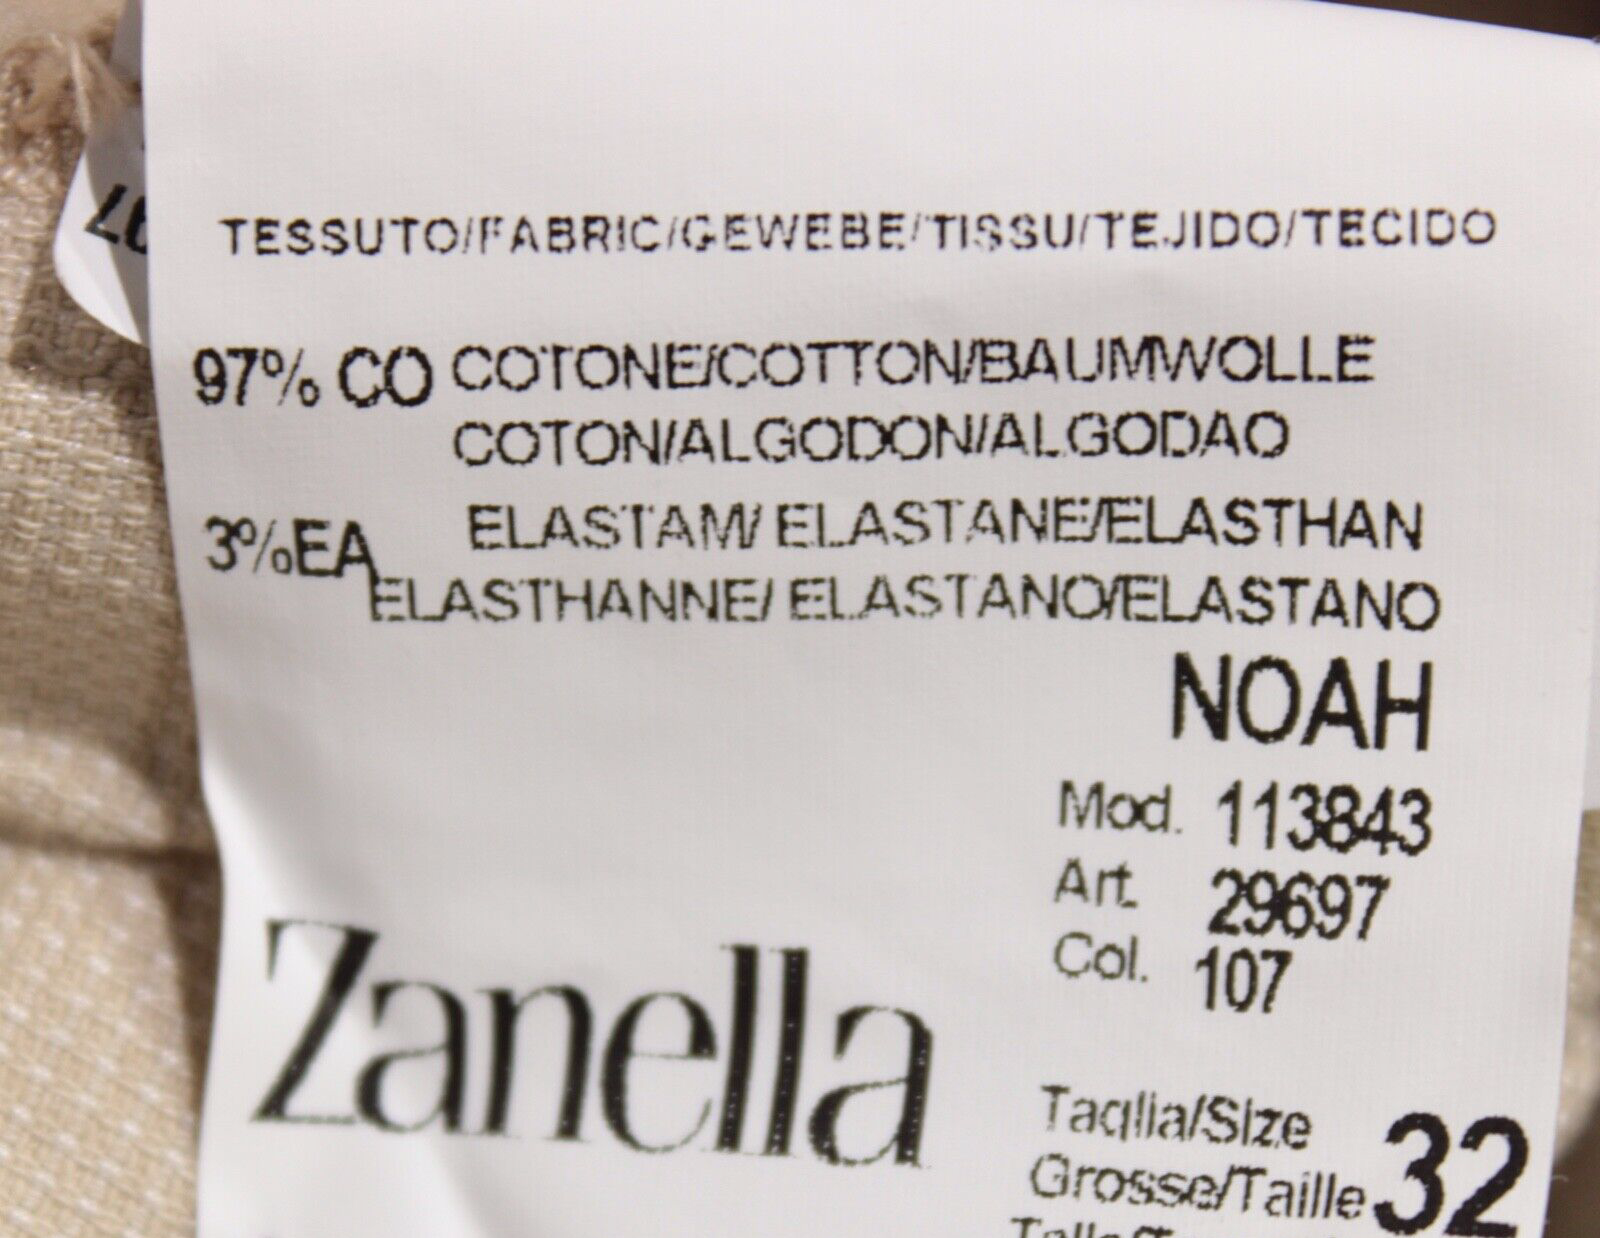 TESSUTO/FABRIC/GEWEBE/TISSU/TEJIDO/TECIDO
97% CO COTONE/COTTON/BAUMWOLLE
COTON/ALGODON/ALGODAO
3%EA ELASTAM/ ELASTANE/ELASTHAN
ELASTHANNE/ ELASTANO/ELASTANO
NOAH
Mod. 113843
Art. 29697
Col. 107
Zanella
Taglia/Size
Grosse/Taille 32